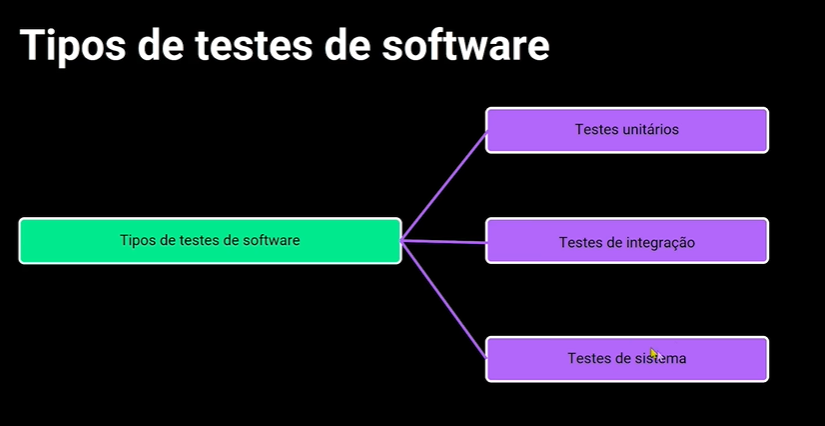 Tipos de testes de software
Testes unitários
Tipos de testes de software
Testes de integração
Testes de sistema